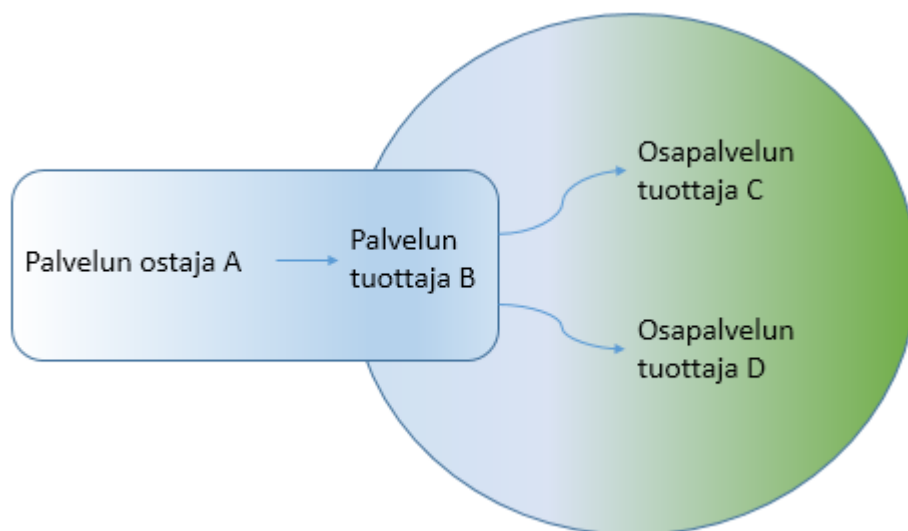 Palvelun ostaja A
Palvelun
tuottaja B
Osapalvelun
tuottaja C
Osapalvelun
tuottaja D